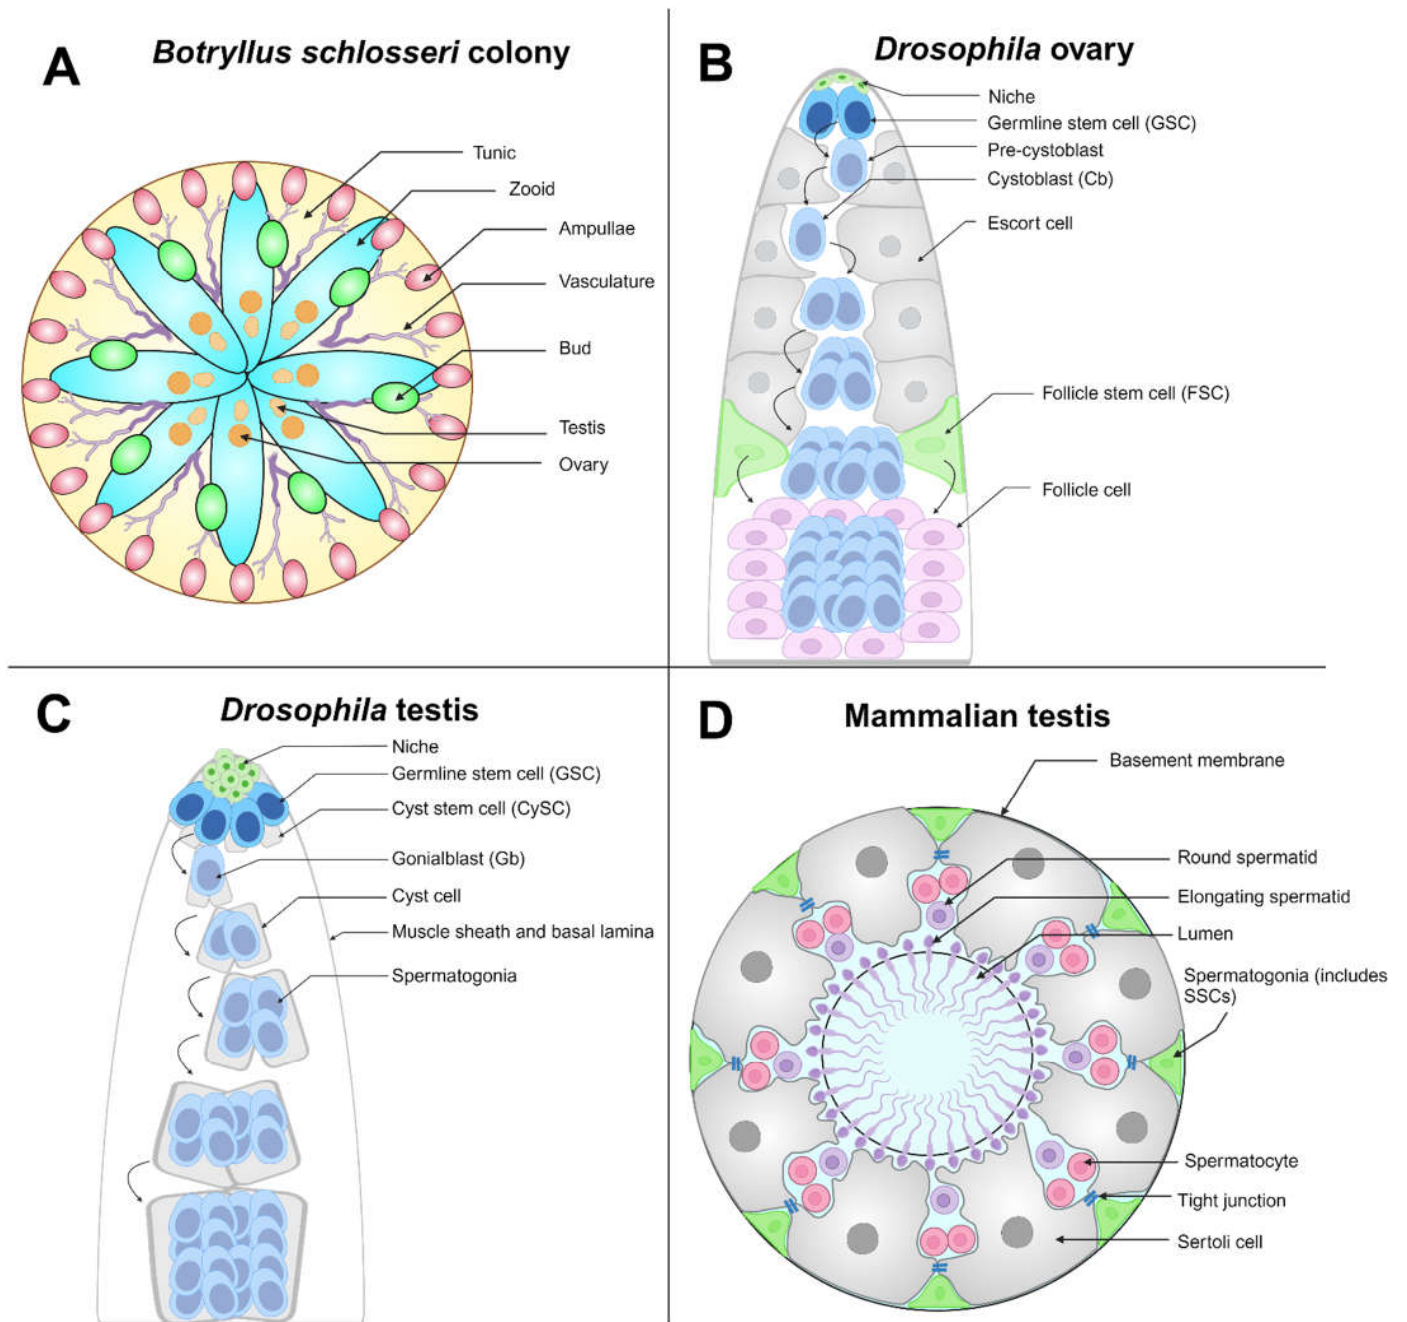 A
Botryllus schlosseri colony
Tunic
Zooid
Ampullae
Vasculature
Bud
Testis
Ovary
B
Drosophila ovary
Niche
Germline stem cell (GSC)
Pre-cystoblast
Cystoblast (Cb)
Escort cell
Follicle stem cell (FSC)
Follicle cell
C
Drosophila testis
Niche
Germline stem cell (GSC)
Cyst stem cell (CySC)
Gonialblast (Gb)
Cyst cell
Muscle sheath and basal lamina
Spermatogonia
D
Mammalian testis
Basement membrane
Round spermatid
Elongating spermatid
Lumen
Spermatogonia (includes
SSCs)
Spermatocyte
Tight junction
Sertoli cell